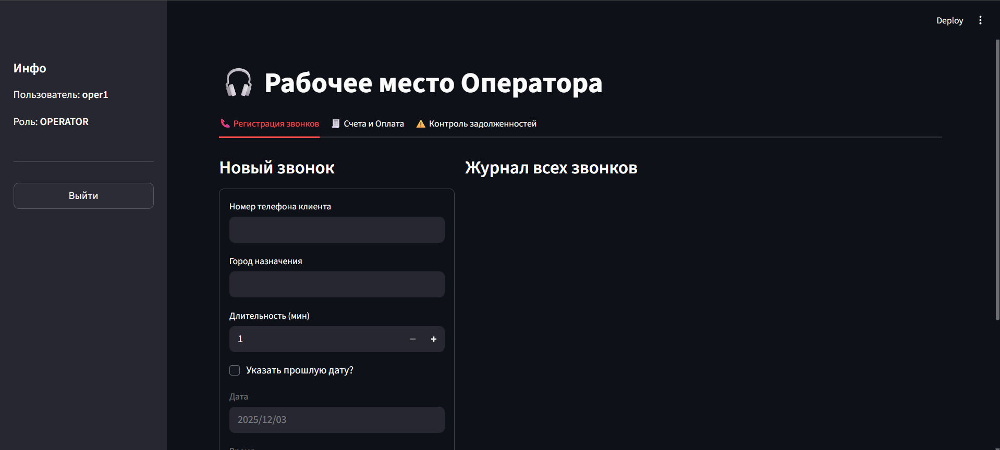 Deploy
Инфо
Пользователь: oper1
Роль: OPERATOR
Выйти
Рабочее место Оператора
Регистрация звонков
Счета и Оплата
Контроль задолженностей
Новый звонок
Номер телефона клиента
Город назначения
Длительность (мин)
1
Указать прошлую дату?
Дата
2025/12/03
Журнал всех звонков